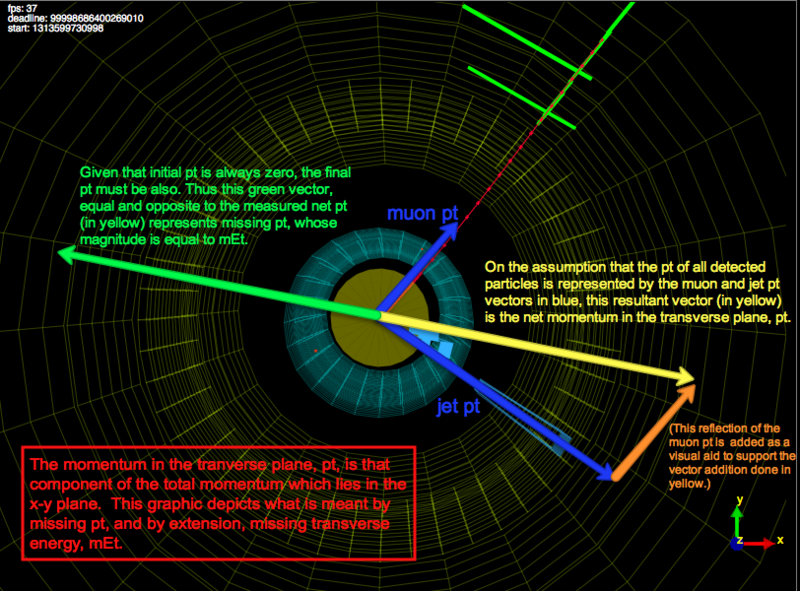 fps: 37
deadline: 99998686400269010
start: 1313599730998
Given that initial pt is always zero, the final
pt must be also. Thus this green vector,
equal and opposite to the measured net pt
(in yellow) represents missing pt, whose
magnitude is equal to mEt.
muon pt
On the assumption that the pt of all detected
particles is represented by the muon and jet pt
vectors in blue, this resultant vector (in yellow)
is the net momentum in the transverse plane, pt.
jet pt
(This reflection of the
muon pt is added as a
visual aid to support the
vector addition done in
yellow.)
The momentum in the tranverse plane, pt, is that
component of the total momentum which lies in the
x-y plane. This graphic depicts what is meant by
missing pt, and by extension, missing transverse
energy, mEt.
y
z
x